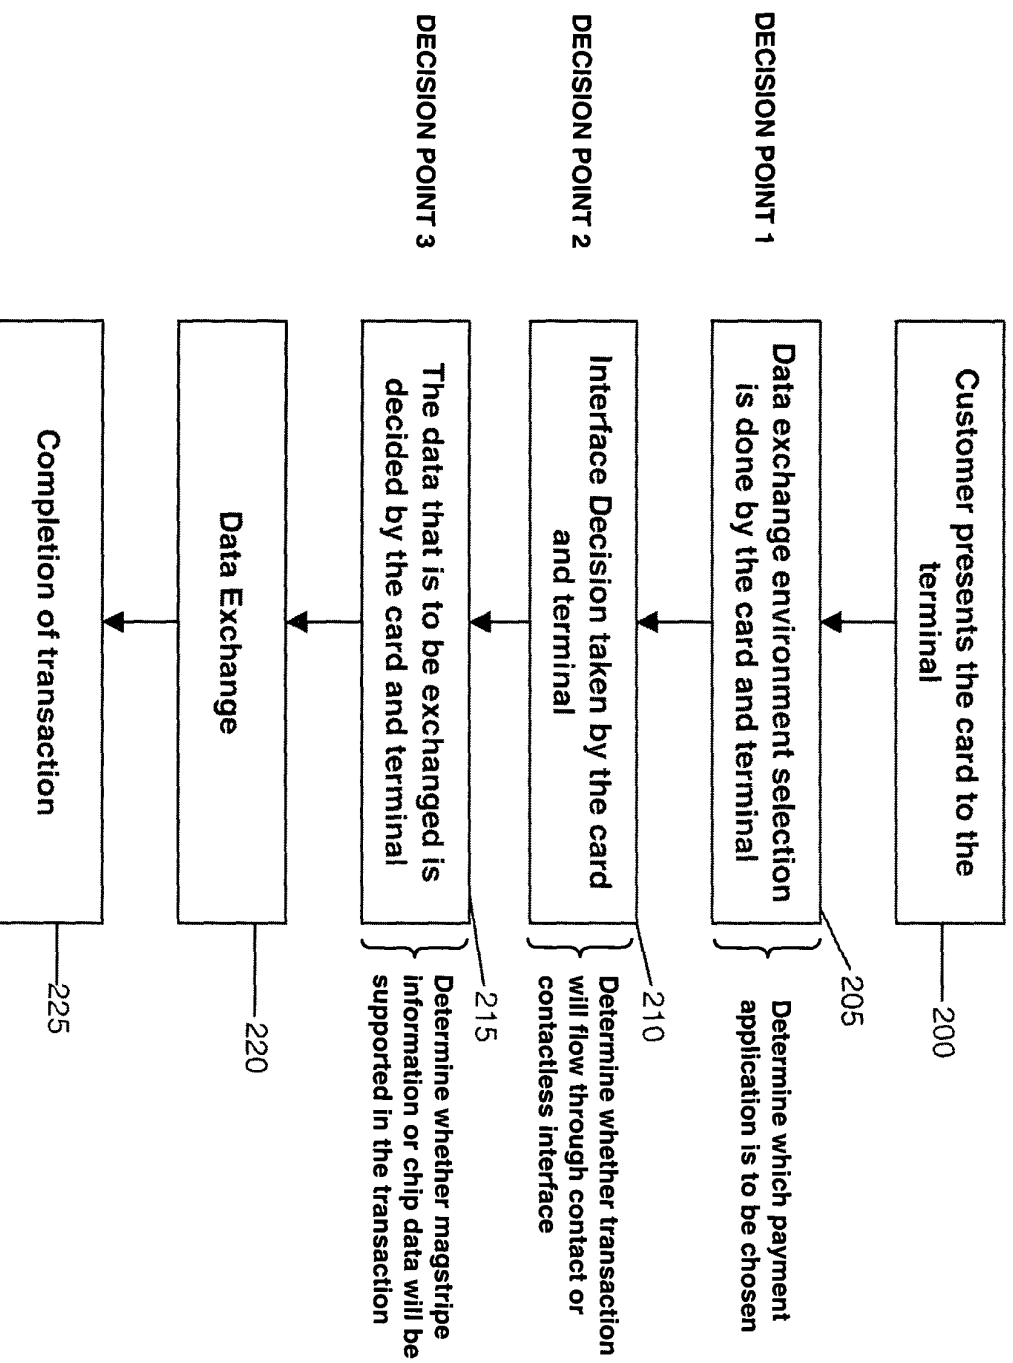 Customer presents the card to the
terminal
200
DECISION POINT 1
Data exchange environment selection
is done by the card and terminal
205
Determine which payment
application is to be chosen
DECISION POINT 2
Interface Decision taken by the card
and terminal
210
Determine whether transaction
will flow through contact or
contactless interface
DECISION POINT 3
The data that is to be exchanged is
decided by the card and terminal
215
Determine whether magstripe
information or chip data will be
supported in the transaction
Data Exchange
220
Completion of transaction
225